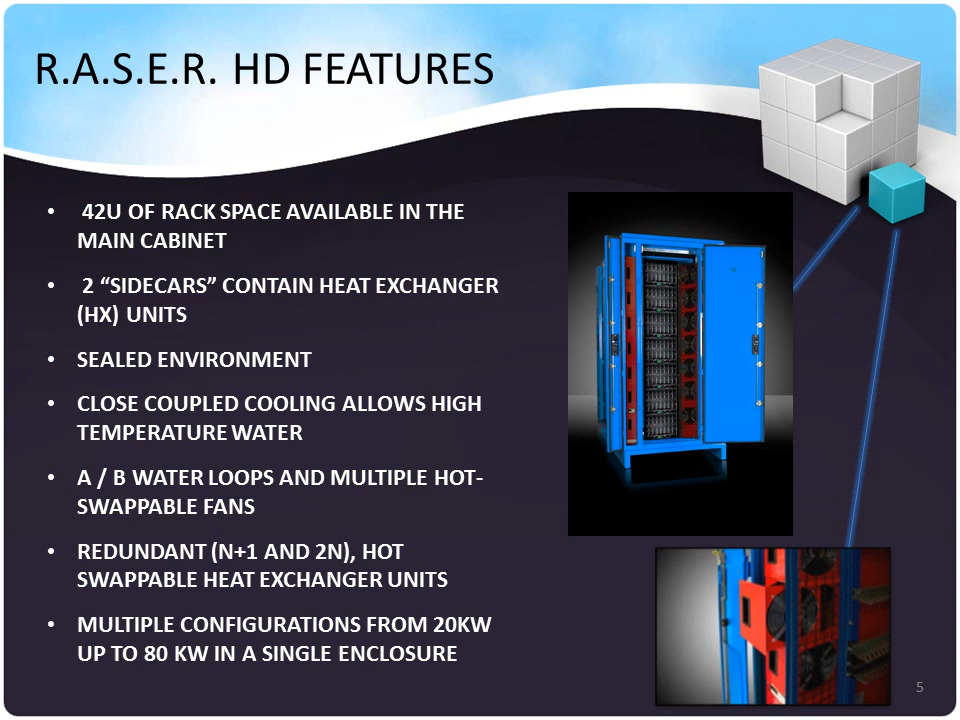 R.A.S.E.R. HD FEATURES
• 42U OF RACK SPACE AVAILABLE IN THE
MAIN CABINET
• 2 “SIDECARS” CONTAIN HEAT EXCHANGER
(HX) UNITS
• SEALED ENVIRONMENT
• CLOSE COUPLED COOLING ALLOWS HIGH
TEMPERATURE WATER
• A / B WATER LOOPS AND MULTIPLE HOT-
SWAPPABLE FANS
• REDUNDANT (N+1 AND 2N), HOT
SWAPPABLE HEAT EXCHANGER UNITS
• MULTIPLE CONFIGURATIONS FROM 20KW
UP TO 80 KW IN A SINGLE ENCLOSURE
5